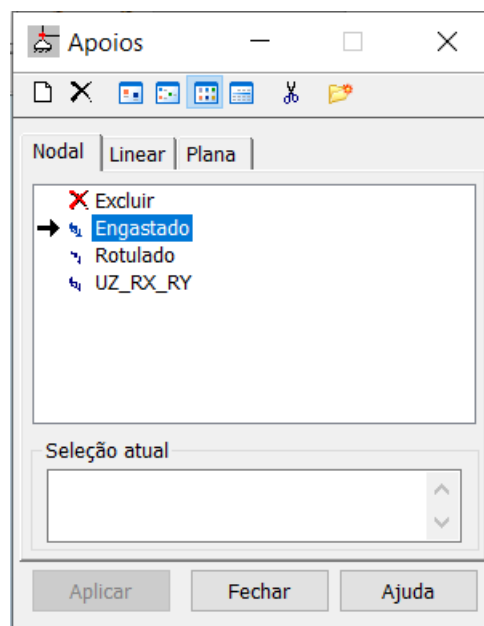 Apoios
Nodal Linear Plana
Excluir
Engastado
Rotulado
UZ_RX_RY
Seleção atual
Aplicar Fechar Ajuda